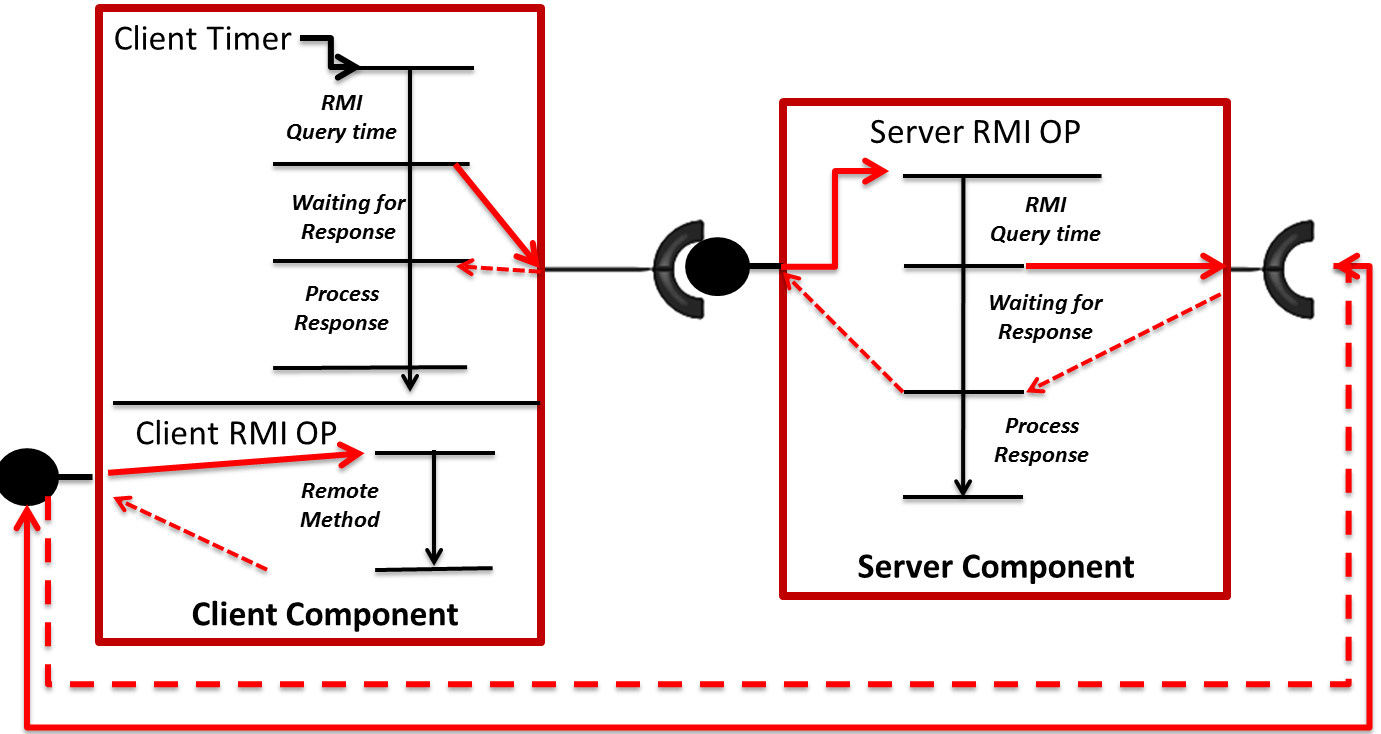 Client Timer
RMI
Query time
Waiting for
Response
Process
Response
Client RMI OP
Remote
Method
Client Component
Server RMI OP
RMI
Query time
Waiting for
Response
Process
Response
Server Component